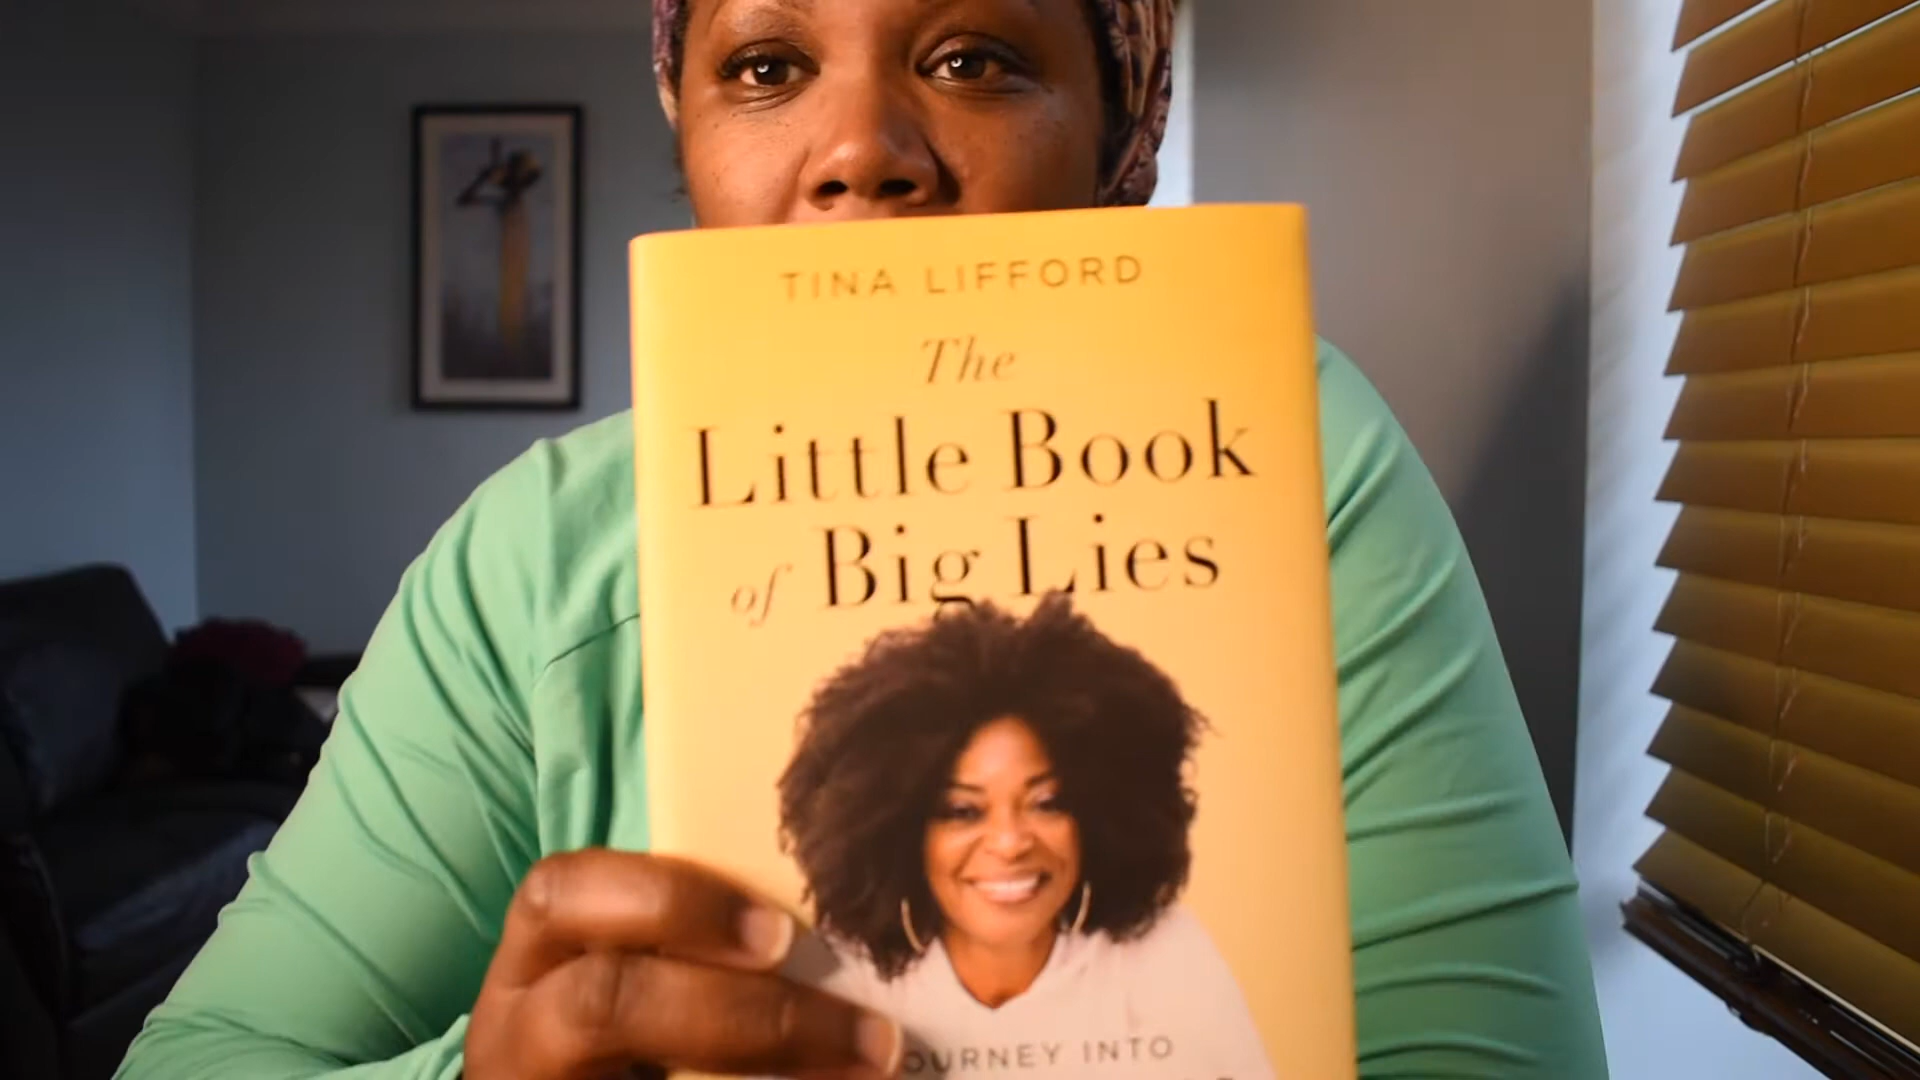 TINA LIFFORD
The
Little Book
of Big Lies
OURNEY INTO